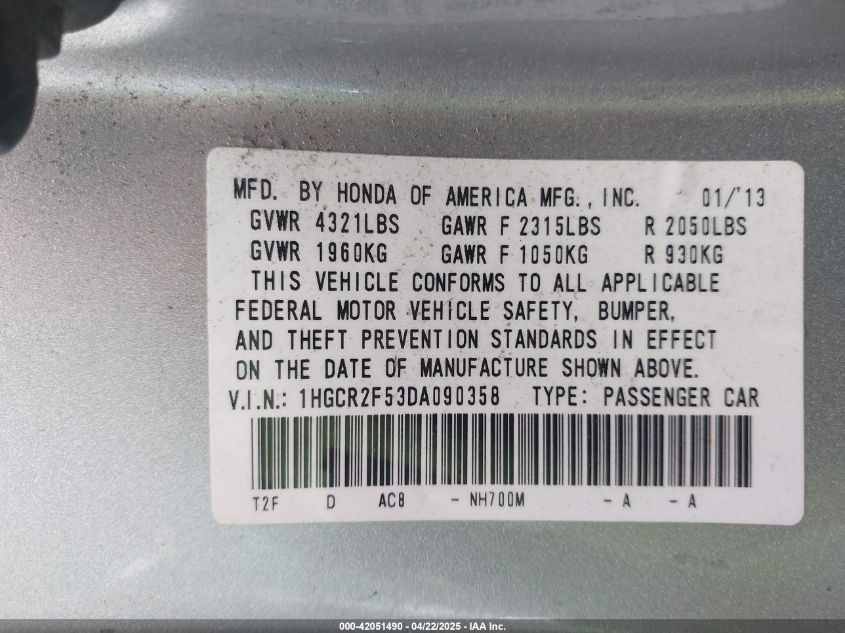 MFD. BY HONDA OF AMERICA MFG., INC. 01/'13
GVWR 4321LBS GAWR F 2315LBS R 2050LBS
GVWR 1960KG GAWR F 1050KG R 930KG
THIS VEHICLE CONFORMS TO ALL APPLICABLE
FEDERAL MOTOR VEHICLE SAFETY, BUMPER,
AND THEFT PREVENTION STANDARDS IN EFFECT
ON THE DATE OF MANUFACTURE SHOWN ABOVE.
V.I.N.: 1HGCR2F53DA090358 TYPE: PASSENGER CAR
T2F D AC8 - NH700M - A - A
000-42051490 - 04/22/2025 - IAA Inc.